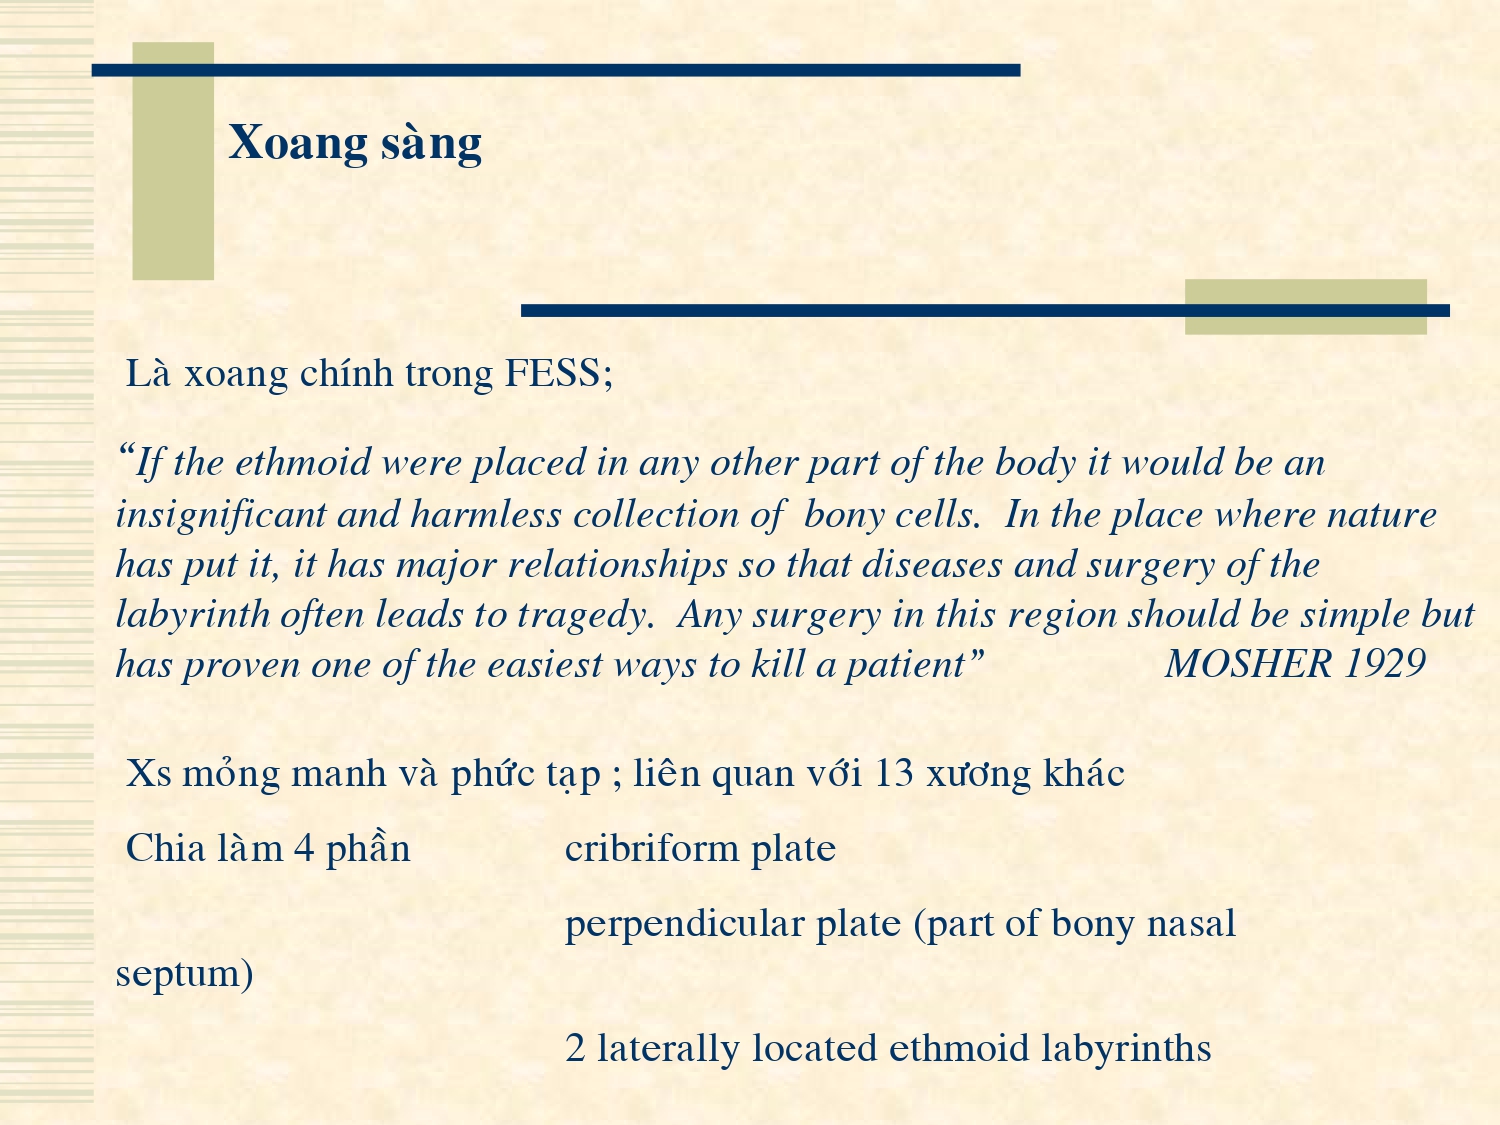 Xoang sàng
Là xoang chính trong FESS;
“If the ethmoid were placed in any other part of the body it would be an
insignificant and harmless collection of  bony cells.  In the place where nature
has put it, it has major relationships so that diseases and surgery of the
labyrinth often leads to tragedy.  Any surgery in this region should be simple but
has proven one of the easiest ways to kill a patient” MOSHER 1929
Xs mỏng manh và phức tạp ; liên quan với 13 xương khác
Chia làm 4 phần cribriform plate
perpendicular plate (part of bony nasal
septum)
2 laterally located ethmoid labyrinths